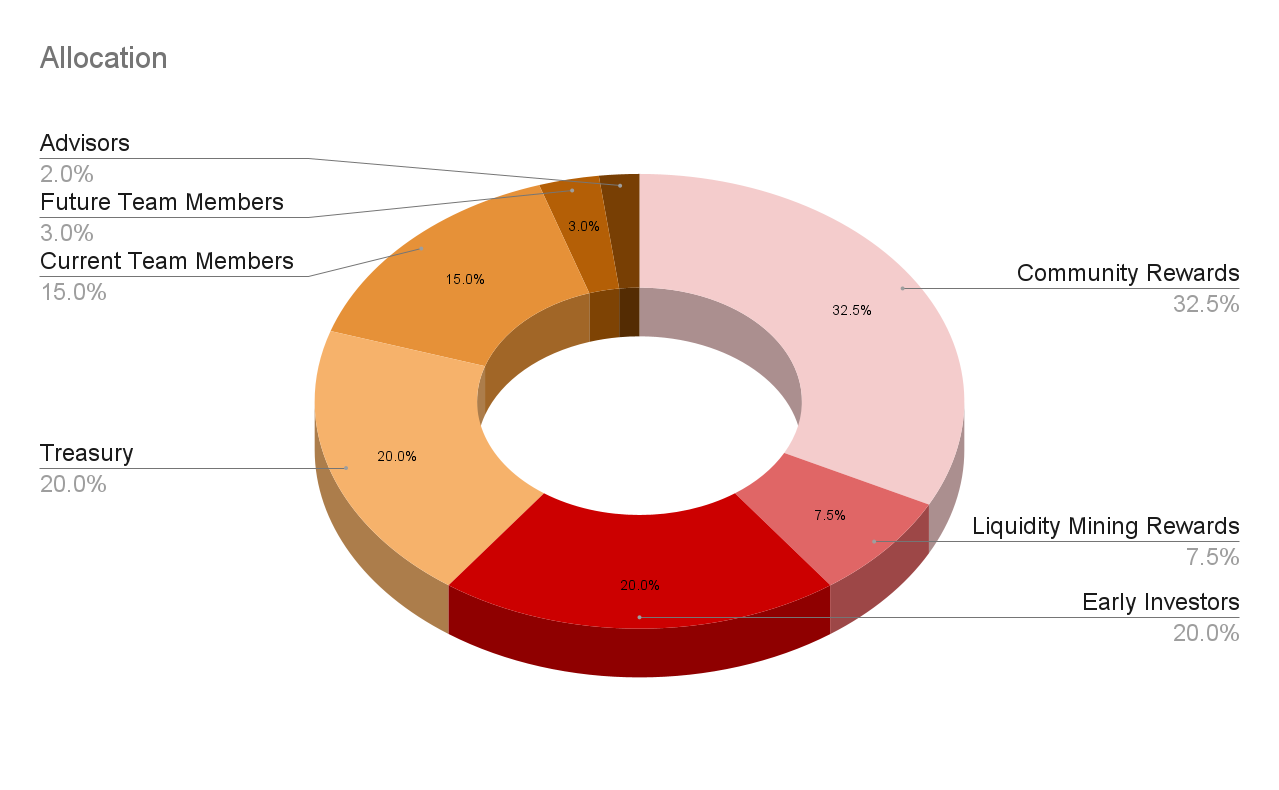 Allocation
Advisors
2.0%
Future Team Members
3.0%
Current Team Members
15.0%
Treasury
20.0%
Community Rewards
32.5%
Liquidity Mining Rewards
7.5%
Early Investors
20.0%
3.0%
15.0%
32.5%
20.0%
7.5%
20.0%